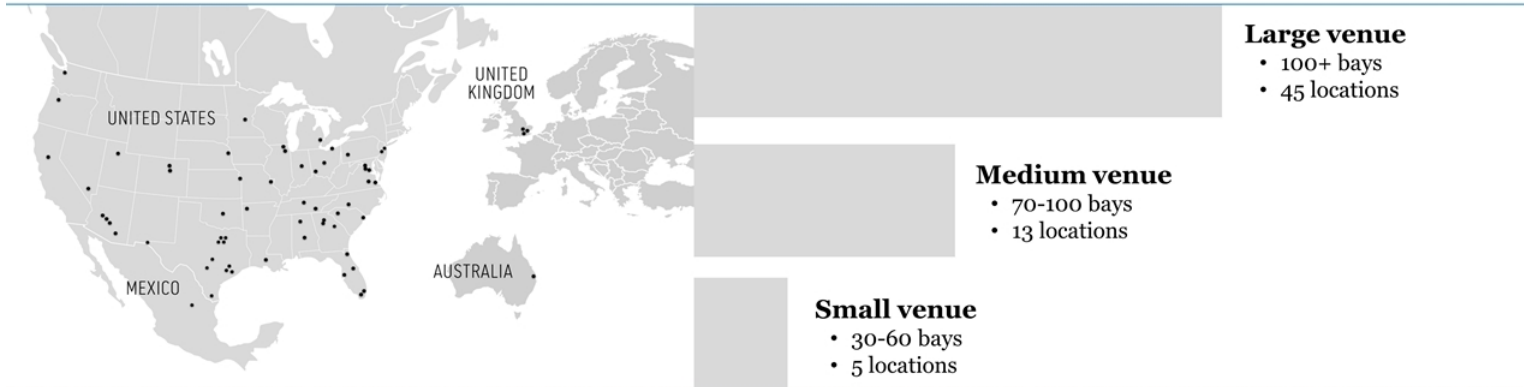 UNITED STATES
MEXICO
UNITED
KINGDOM
AUSTRALIA
Large venue
• 100+ bays
• 45 locations
Medium venue
• 70-100 bays
• 13 locations
Small venue
• 30-60 bays
• 5 locations